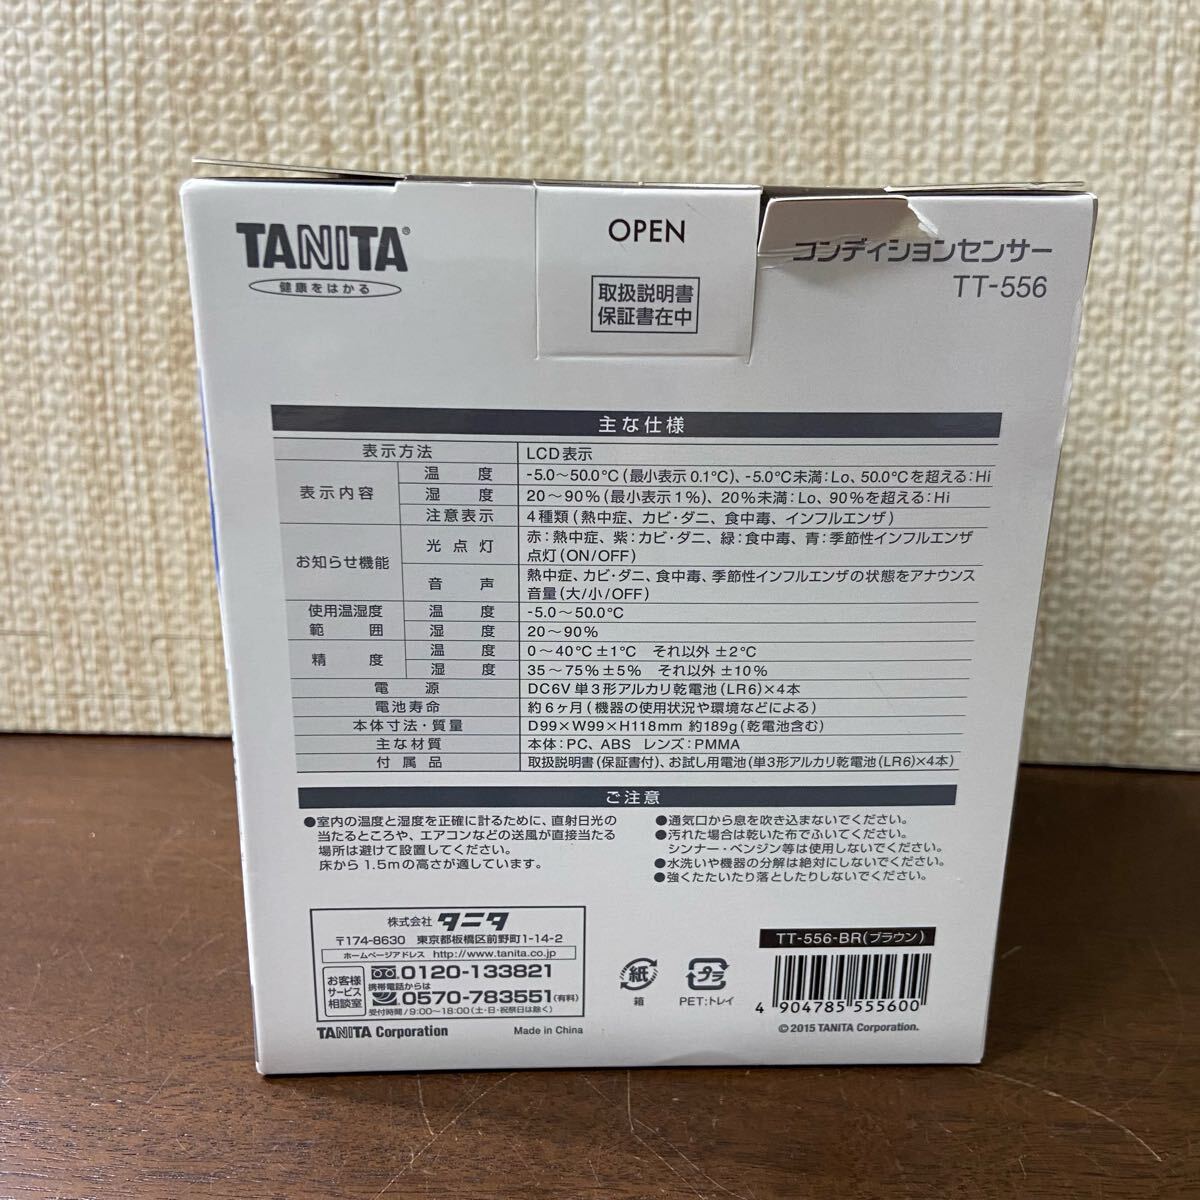 TANITA®
健康をはかる
OPEN
取扱説明書
保証書在中
コンディションセンサー
TT-556
主な仕様
表示方法 LCD表示
表示内容 温度 -5.0～50.0℃(最小表示0.1℃)、-5.0℃未満：Lo、50.0℃を超える：Hi
湿度 20～90%(最小表示1%)、20%未満：Lo、90%を超える：Hi
注意表示 4種類(熱中症、カビ・ダニ、食中毒、インフルエンザ)
お知らせ機能 光点灯 赤：熱中症、紫：カビ・ダニ、緑：食中毒、青：季節性インフルエンザ
点灯(ON/OFF)
音声 熱中症、カビ・ダニ、食中毒、季節性インフルエンザの状態をアナウンス
音量(大/小/OFF)
使用温湿度範囲 温度 -5.0～50.0℃
湿度 20～90%
精度 温度 0～40℃±1℃ それ以外±2℃
湿度 35～75%±5% それ以外±10%
電源 DC6V 単3形アルカリ乾電池(LR6)×4本
電池寿命 約6ヶ月(機器の使用状況や環境などによる)
本体寸法・質量 D99×W99×H118mm 約189g(乾電池含む)
主な材質 本体：PC、ABS レンズ：PMMA
付属品 取扱説明書(保証書付)、お試し用電池(単3形アルカリ乾電池(LR6)×4本)
ご注意
●室内の温度と湿度を正確に計るために、直射日光の
当たるところや、エアコンなどの送風が直接当たる
場所は避けて設置してください。
床から1.5mの高さが適しています。
●通気口から息を吹き込まないでください。
●汚れた場合は乾いた布でふいてください。
シンナー・ベンジン等は使用しないでください。
●水洗いや機器の分解は絶対にしないでください。
●強くたたいたり落としたりしないでください。
株式会社 タニタ
〒174-8630 東京都板橋区前野町1-14-2
ホームページアドレス http://www.tanita.co.jp
お客様
サービス
相談室
0120-133821
携帯電話からは
0570-783551(有料)
受付時間/9:00～18:00(土・日・祝祭日は除く)
TANITA Corporation
Made in China
紙
箱
プラ
PET：トレイ
TT-556-BR(ブラウン)
4 904785 555600
©2015 TANITA Corporation.